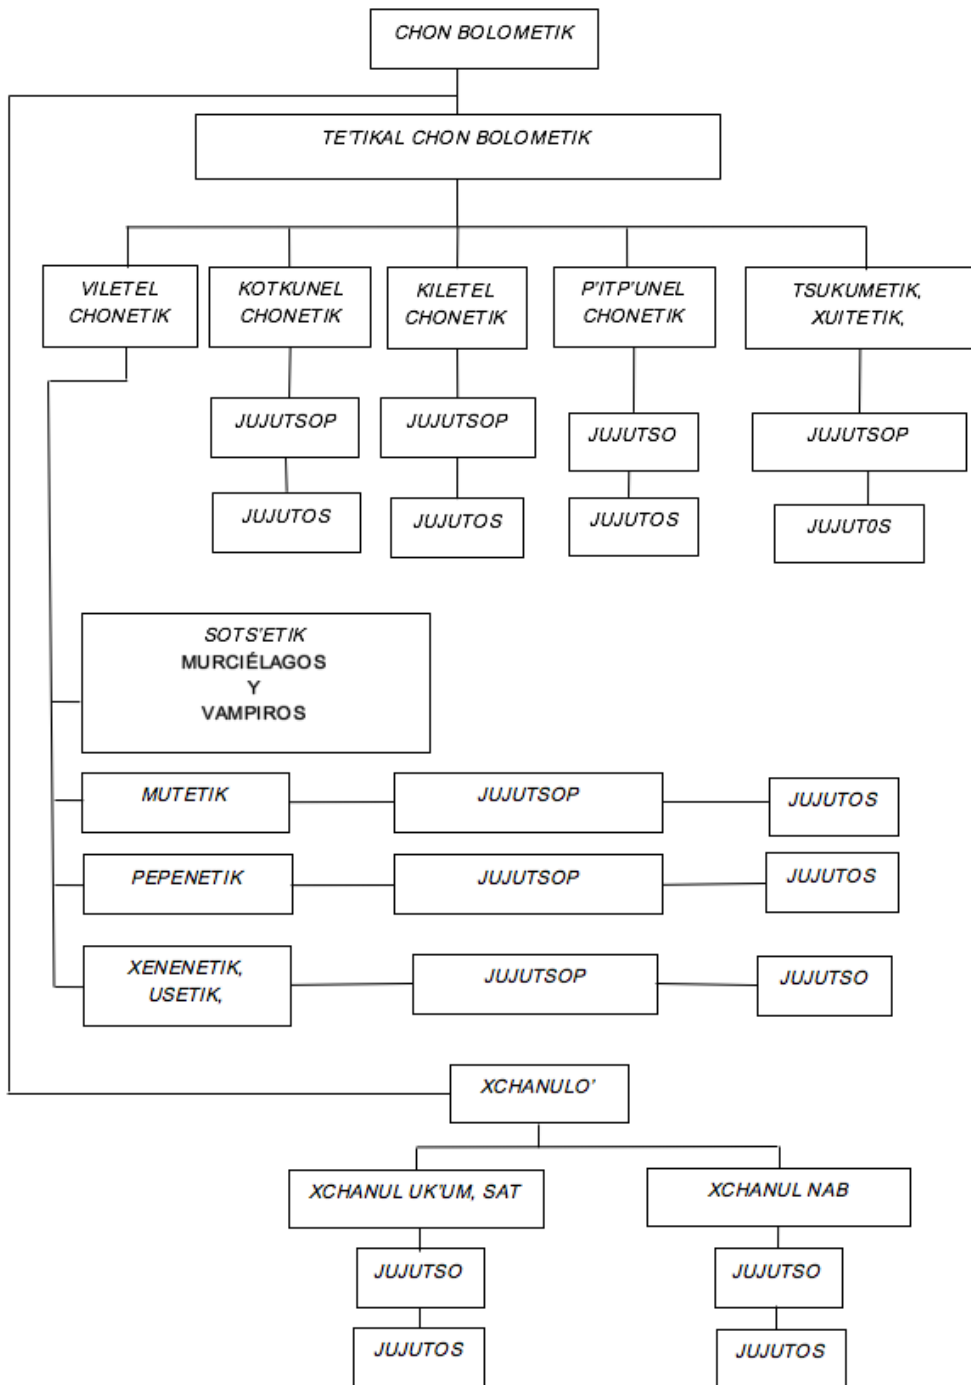 CHON BOLOMETIK
TE'TIKAL CHON BOLOMETIK
VILETEL
CHONETIK
KOTKUNEL
CHONETIK
KILETEL
CHONETIK
P'ITP'UNEL
CHONETIK
TSUKUMETIK,
XUITETIK,
JUJUTSOP
JUJUTSOP
JUJUTSO
JUJUTSOP
JUJUTOS
JUJUTOS
JUJUTOS
JUJUT0S
SOTS'ETIK
MURCIÉLAGOS
Y
VAMPIROS
MUTETIK
JUJUTSOP
JUJUTOS
PEPENETIK
JUJUTSOP
JUJUTOS
XENENETIK,
USETIK,
JUJUTSOP
JUJUTSO
XCHANULO'
XCHANUL UK'UM, SAT
XCHANUL NAB
JUJUTSO
JUJUTSO
JUJUTOS
JUJUTOS